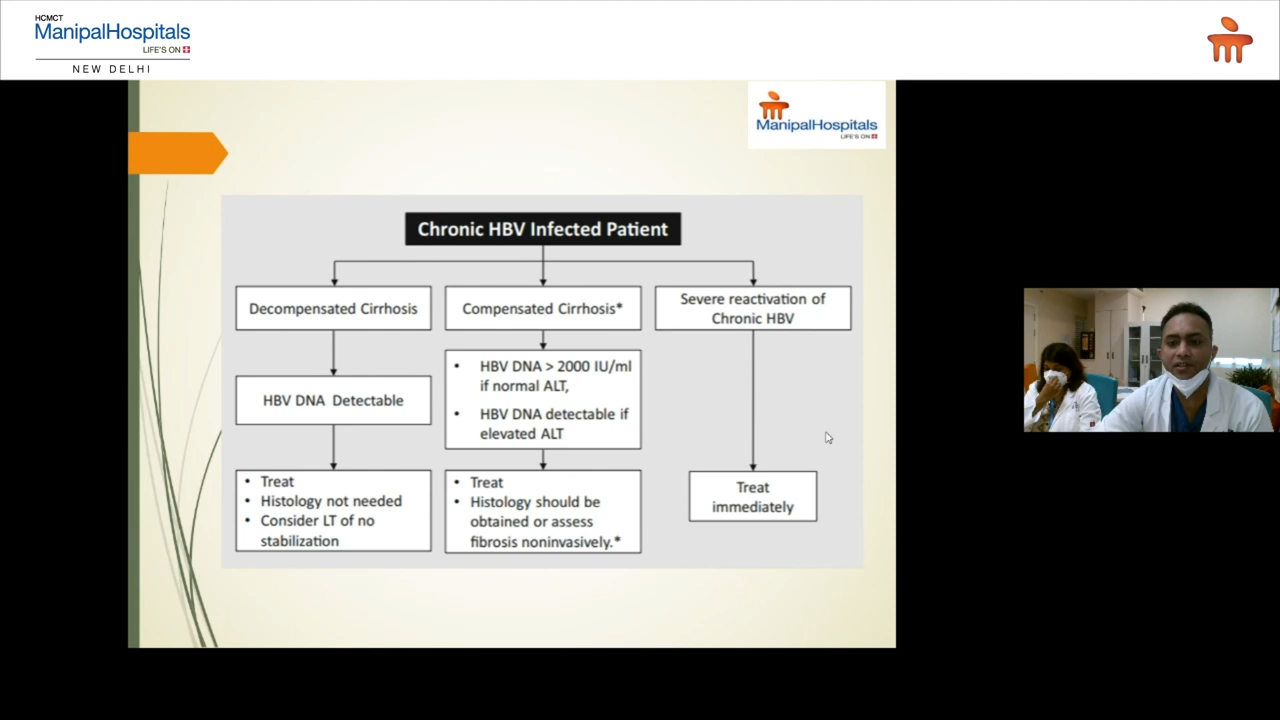 HCMCT
ManipalHospitals
LIFE'S ON
NEW DELHI
ManipalHospitals
LIFE'S ON
Chronic HBV Infected Patient
Decompensated Cirrhosis
Compensated Cirrhosis*
Severe reactivation of
Chronic HBV
• HBV DNA > 2000 IU/ml
if normal ALT,
• HBV DNA detectable if
elevated ALT
HBV DNA Detectable
• Treat
• Histology not needed
• Consider LT of no
stabilization
• Treat
• Histology should be
obtained or assess
fibrosis noninvasively.*
Treat
immediately